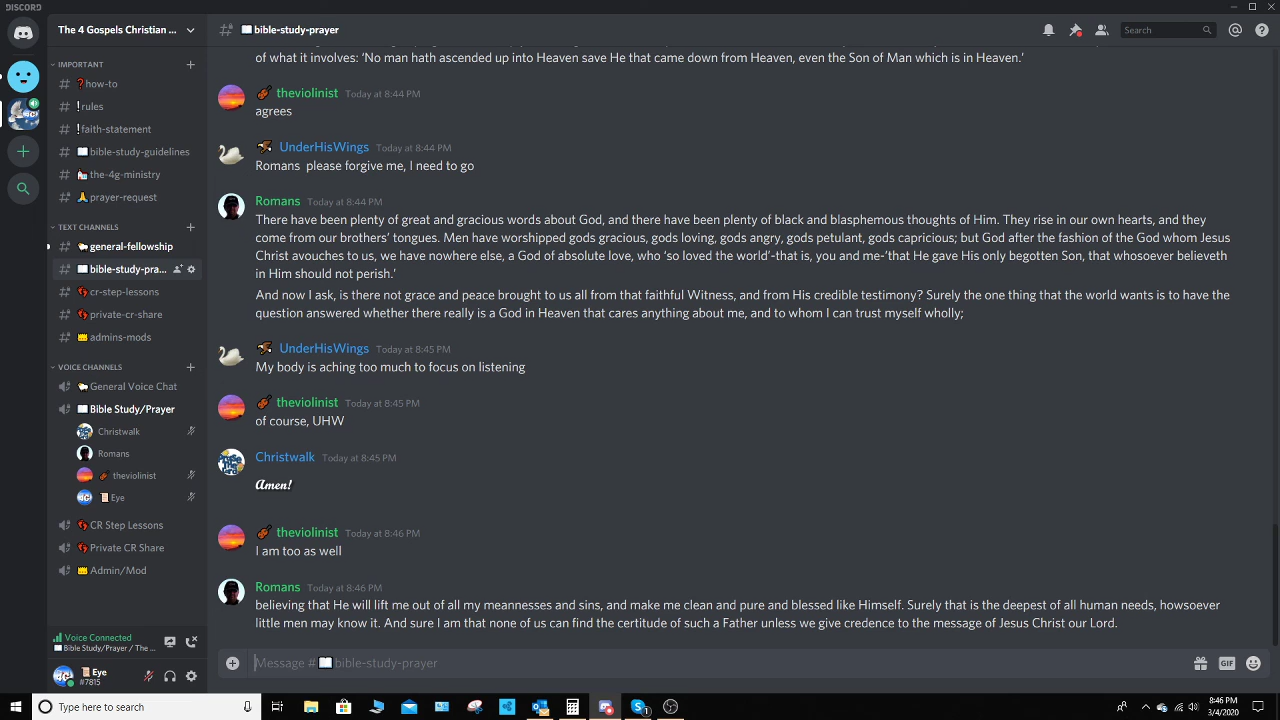 DISCORD
The 4 Gospels Christian ...
IMPORTANT
how-to
rules
faith-statement
bible-study-guidelines
the-4g-ministry
prayer-request
TEXT CHANNELS
general-fellowship
bible-study-pra...
cr-step-lessons
private-cr-share
admins-mods
VOICE CHANNELS
General Voice Chat
Bible Study/Prayer
Christwalk
Romans
theviolinist
Eye
CR Step Lessons
Private CR Share
Admin/Mod
Voice Connected
Bible Study/Prayer / The ...
Eye
#7815
bible-study-prayer
Search
of what it involves: ‘No man hath ascended up into Heaven save He that came down from Heaven, even the Son of Man which is in Heaven.’
theviolinist Today at 8:44 PM
agrees
UnderHisWings Today at 8:44 PM
Romans please forgive me, I need to go
Romans Today at 8:44 PM
There have been plenty of great and gracious words about God, and there have been plenty of black and blasphemous thoughts of Him. They rise in our own hearts, and they
come from our brothers’ tongues. Men have worshipped gods gracious, gods loving, gods angry, gods petulant, gods capricious; but God after the fashion of the God whom Jesus
Christ avouches to us, we have nowhere else, a God of absolute love, who ‘so loved the world’-that is, you and me-‘that He gave His only begotten Son, that whosoever believeth
in Him should not perish.’
And now I ask, is there not grace and peace brought to us all from that faithful Witness, and from His credible testimony? Surely the one thing that the world wants is to have the
question answered whether there really is a God in Heaven that cares anything about me, and to whom I can trust myself wholly;
UnderHisWings Today at 8:45 PM
My body is aching too much to focus on listening
theviolinist Today at 8:45 PM
of course, UHW
Christwalk Today at 8:45 PM
Amen!
theviolinist Today at 8:46 PM
I am too as well
Romans Today at 8:46 PM
believing that He will lift me out of all my meannesses and sins, and make me clean and pure and blessed like Himself. Surely that is the deepest of all human needs, howsoever
little men may know it. And sure I am that none of us can find the certitude of such a Father unless we give credence to the message of Jesus Christ our Lord.
Message # bible-study-prayer
GIF
Type here to search
8:46 PM
3/4/2020